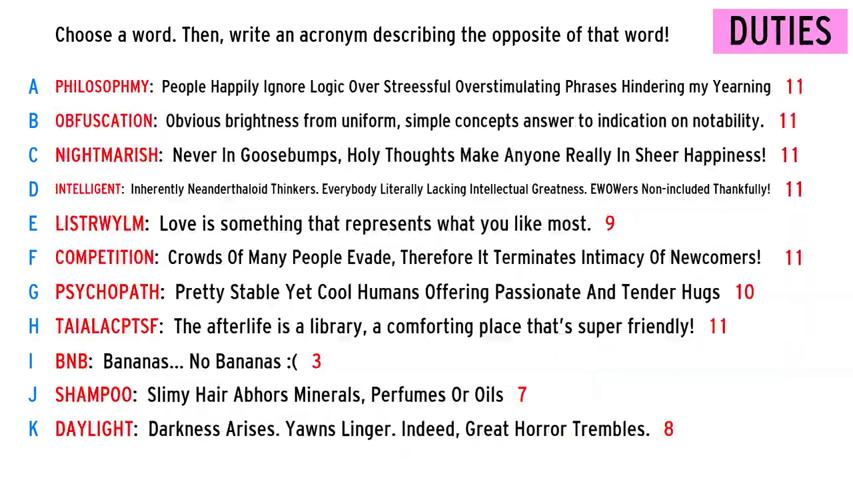 Choose a word. Then, write an acronym describing the opposite of that word!
DUTIES
A PHILOSOPHMY: People Happily Ignore Logic Over Streessful Overstimulating Phrases Hindering my Yearning 11
B OBFUSCATION: Obvious brightness from uniform, simple concepts answer to indication on notability. 11
C NIGHTMARISH: Never In Goosebumps, Holy Thoughts Make Anyone Really In Sheer Happiness! 11
D INTELLIGENT: Inherently Neanderthaloid Thinkers. Everybody Literally Lacking Intellectual Greatness. EWOWers Non-included Thankfully! 11
E LISTRWYLM: Love is something that represents what you like most. 9
F COMPETITION: Crowds Of Many People Evade, Therefore It Terminates Intimacy Of Newcomers! 11
G PSYCHOPATH: Pretty Stable Yet Cool Humans Offering Passionate And Tender Hugs 10
H TAIALACPTSF: The afterlife is a library, a comforting place that's super friendly! 11
I BNB: Bananas... No Bananas :( 3
J SHAMPOO: Slimy Hair Abhors Minerals, Perfumes Or Oils 7
K DAYLIGHT: Darkness Arises. Yawns Linger. Indeed, Great Horror Trembles. 8